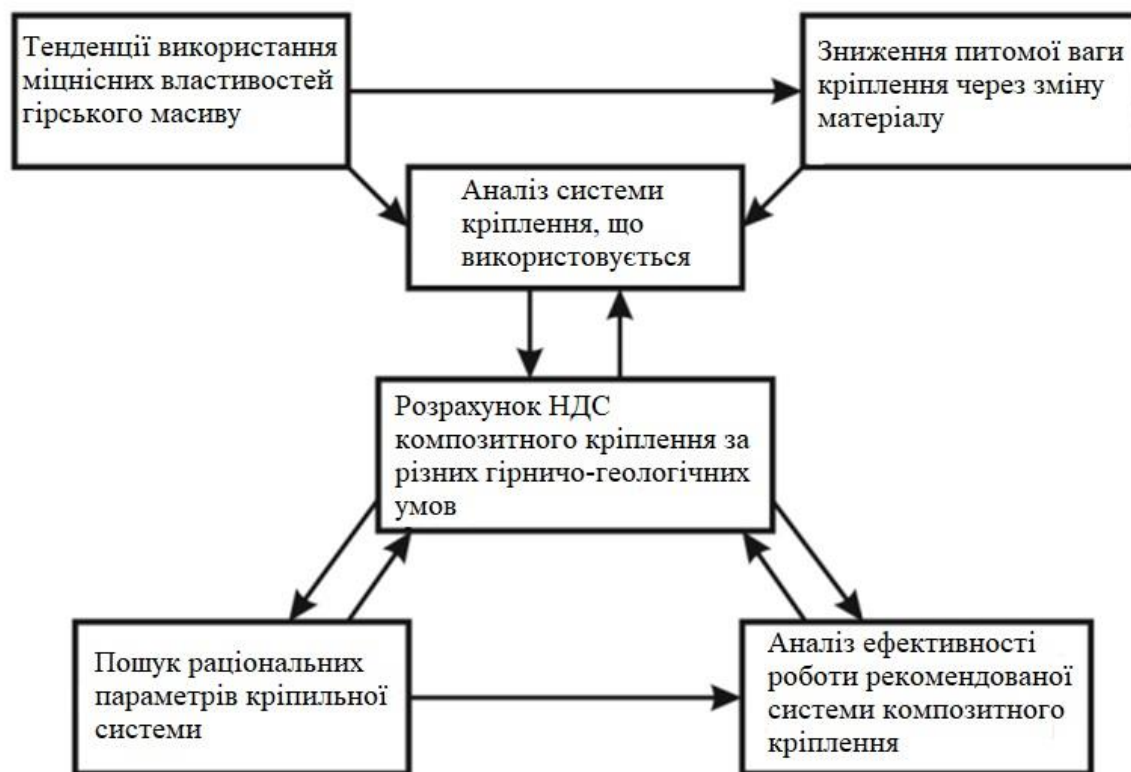 Тенденції використання
міцнісних властивостей
гірського масиву
Зниження питомої ваги
кріплення через зміну
матеріалу
Аналіз системи
кріплення, що
використовується
Розрахунок НДС
композитного кріплення за
різних гірничо-геологічних
умов
Пошук раціональних
параметрів кріпильної
системи
Аналіз ефективності
роботи рекомендованої
системи композитного
кріплення